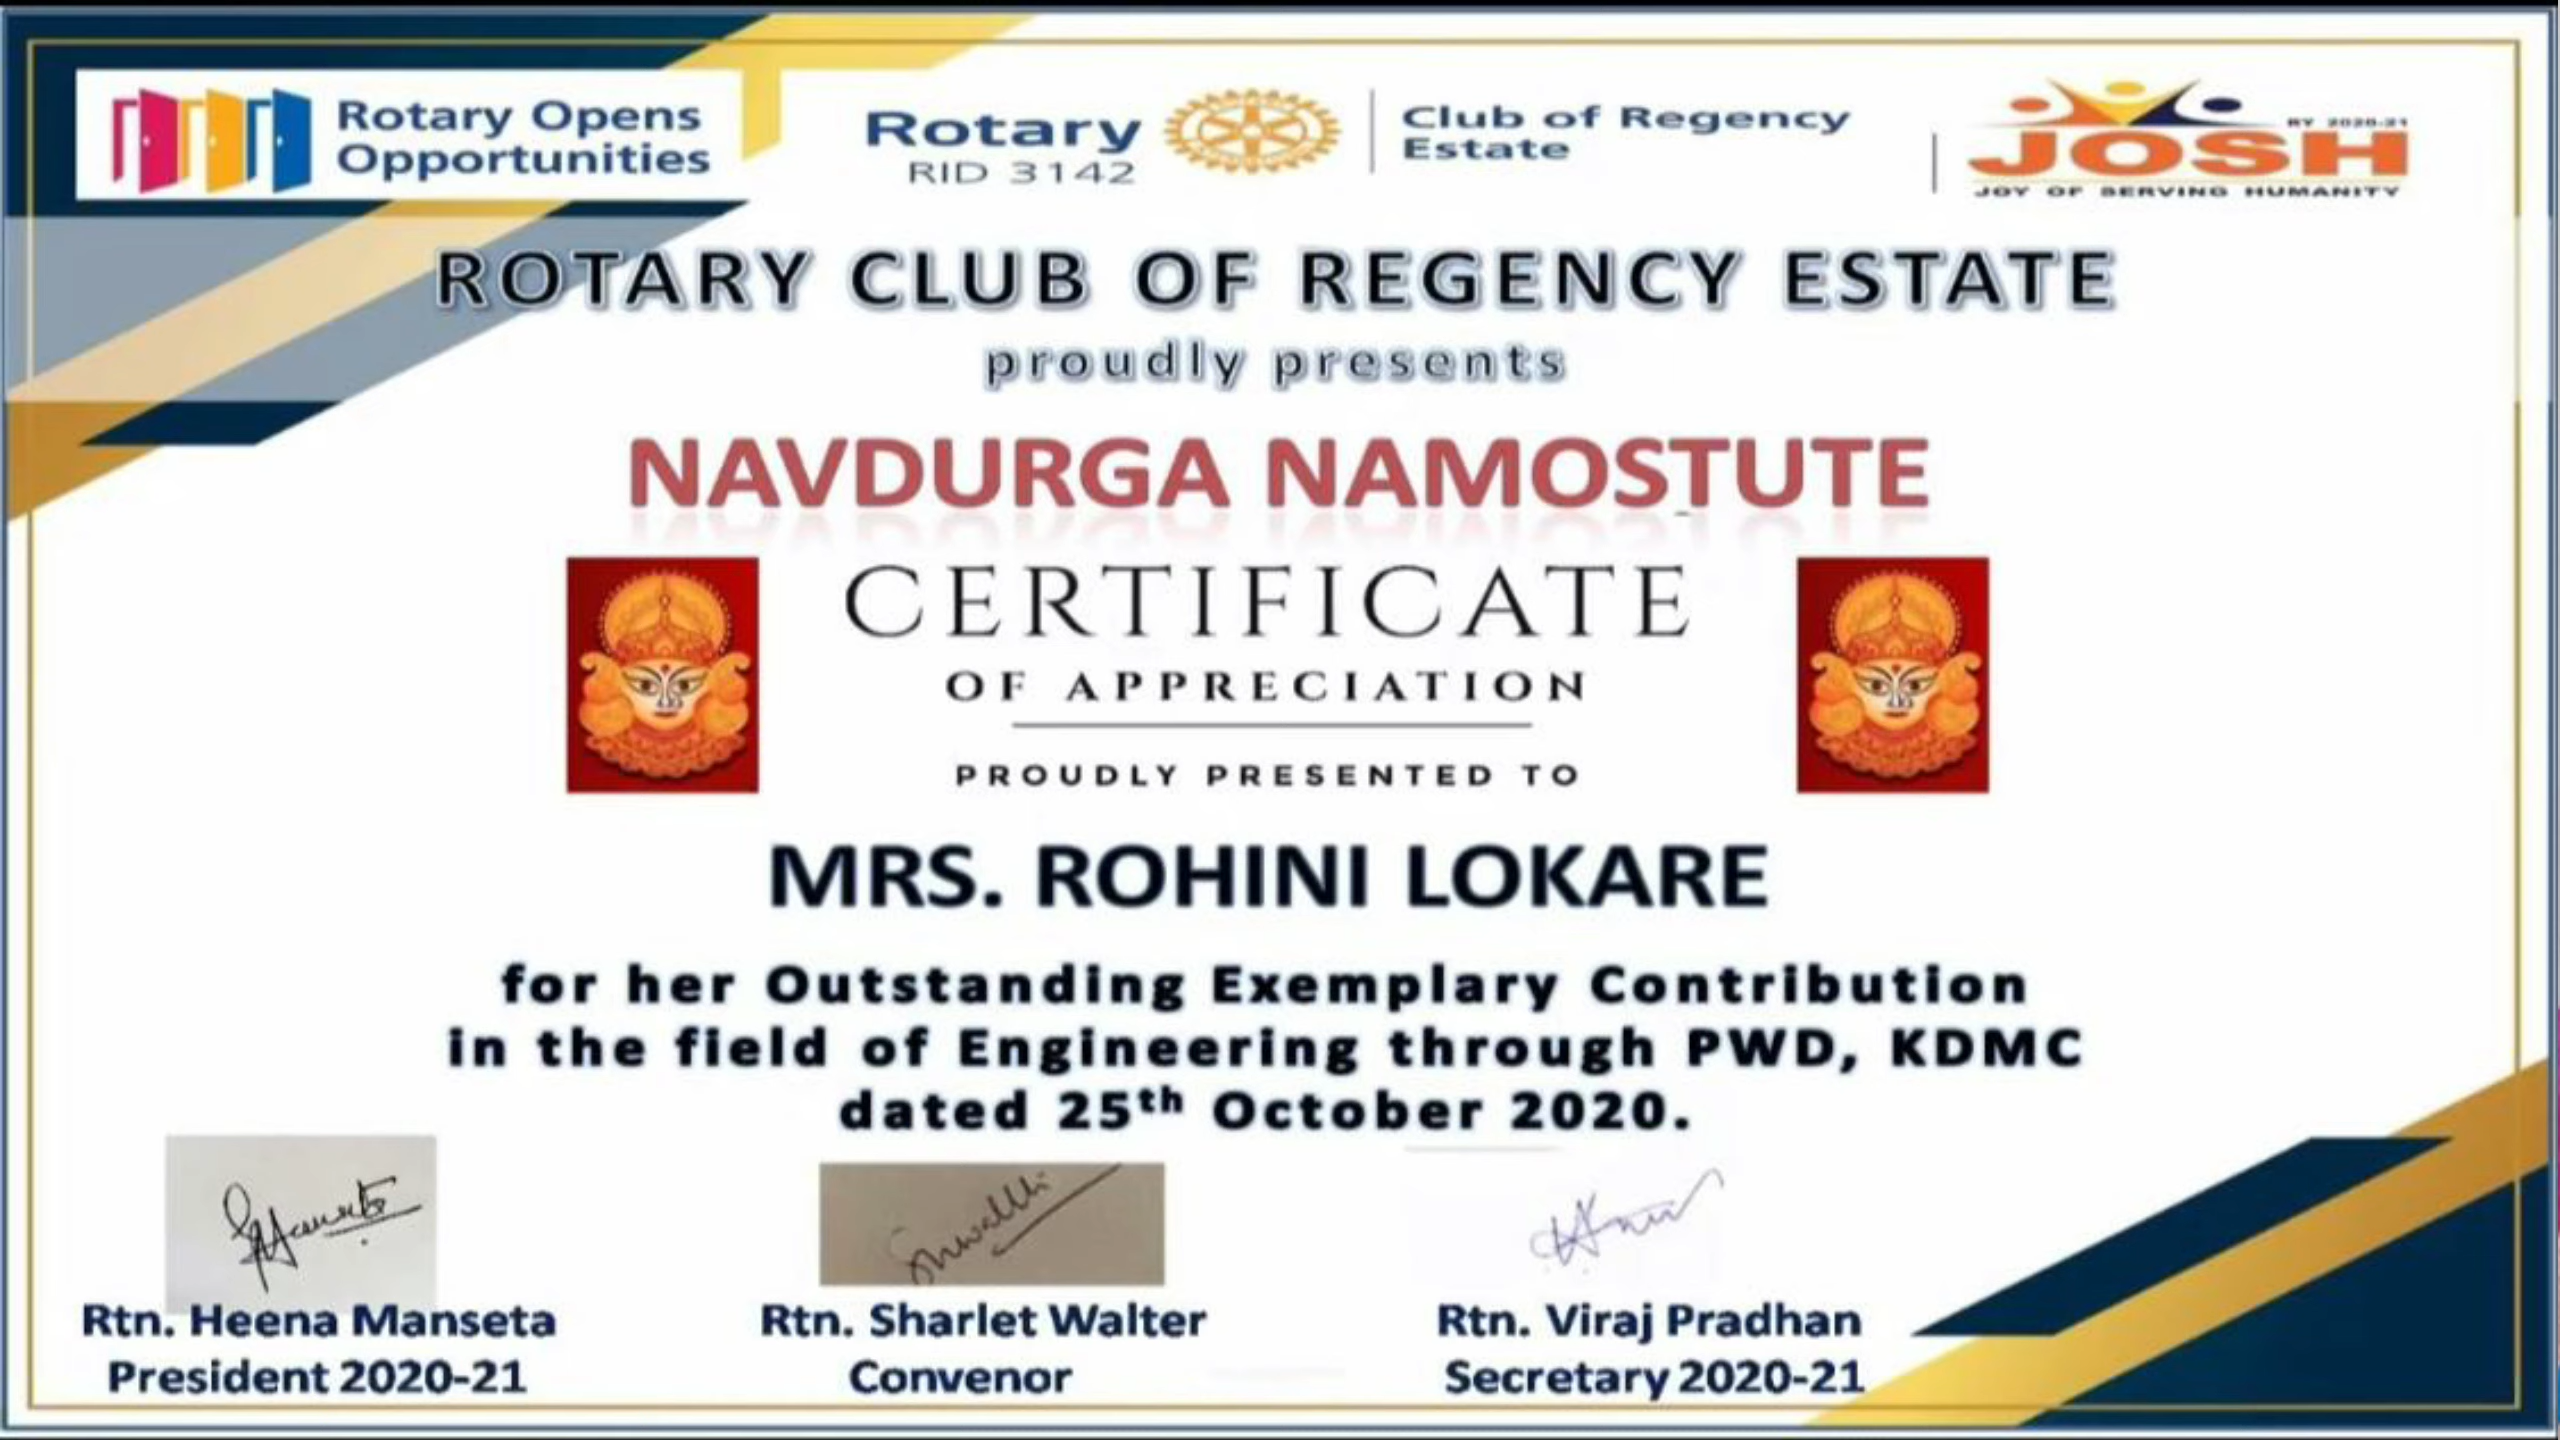 Rotary Opens
Opportunities
Rotary
RID 3142
Club of Regency
Estate
RY 2020-21
JOSH
JOY OF SERVING HUMANITY
ROTARY CLUB OF REGENCY ESTATE
proudly presents
NAVDURGA NAMOSTUTE
CERTIFICATE
OF APPRECIATION
PROUDLY PRESENTED TO
MRS. ROHINI LOKARE
for her Outstanding Exemplary Contribution
in the field of Engineering through PWD, KDMC
dated 25th October 2020.
Rtn. Heena Manseta
President 2020-21
Rtn. Sharlet Walter
Convenor
Rtn. Viraj Pradhan
Secretary 2020-21